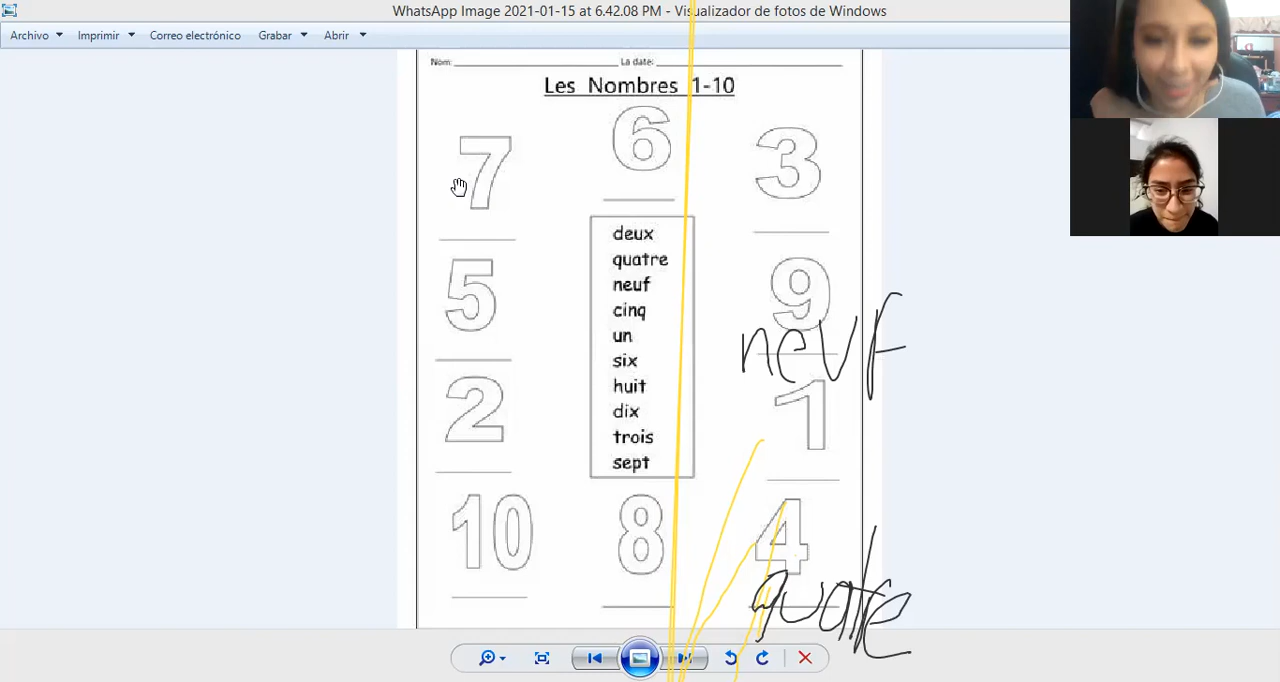 WhatsApp Image 2021-01-15 at 6.42.08 PM - Visualizador de fotos de Windows
Archivo Imprimir Correo electrónico Grabar Abrir
Nom: La date:
Les Nombres 1-10
7 6 3
deux
quatre
neuf
cinq
un
six
huit
dix
trois
sept
5
2
10
8
9
neuf
1
4
quatre